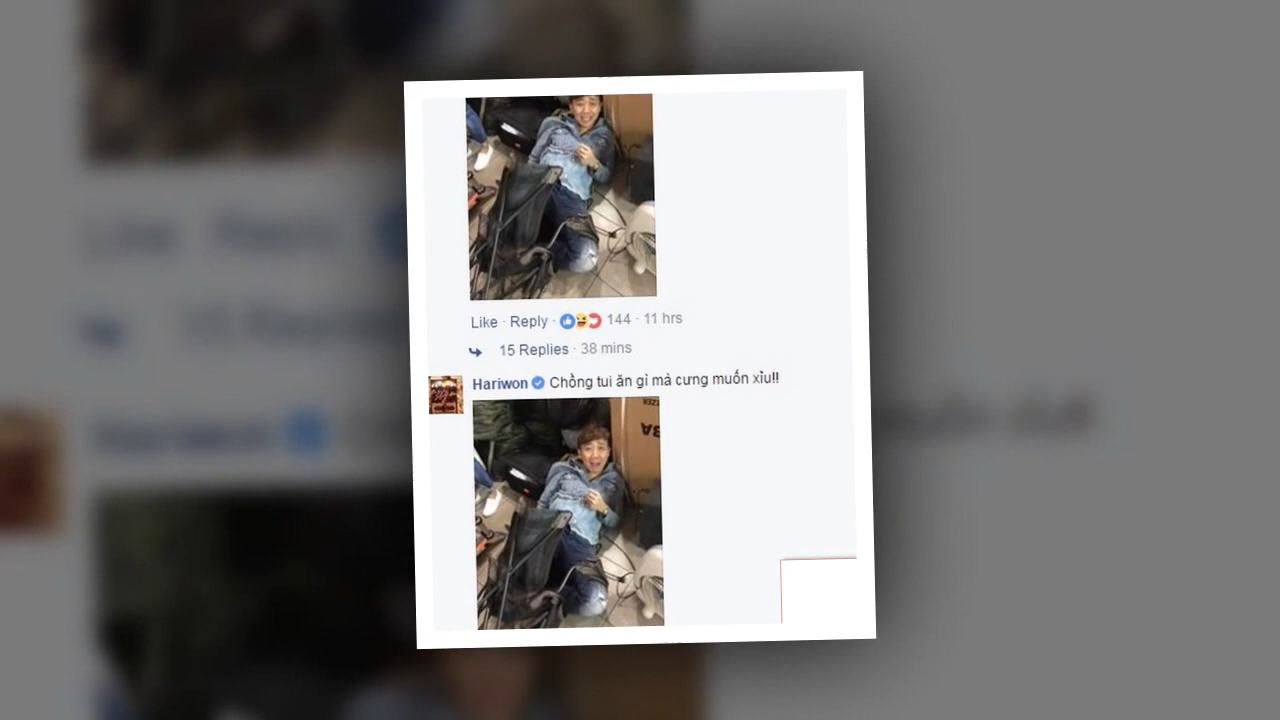 Like · Reply · 144 · 11 hrs
15 Replies · 38 mins
Hariwon Chồng tui ăn gì mà cưng muốn xỉu!!